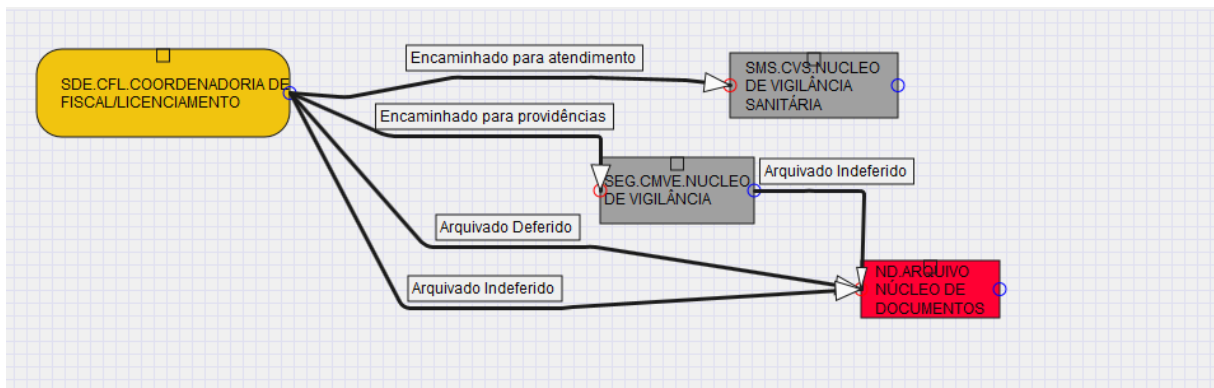 Encaminhado para atendimento
SDE.CFL.COORDENADORIA DE
FISCAL/LICENCIAMENTO
SMS.CVS.NUCLEO
DE VIGILÂNCIA
SANITÁRIA
Encaminhado para providências
SEG.CMVE.NUCLEO
DE VIGILÂNCIA
Arquivado Indeferido
Arquivado Deferido
Arquivado Indeferido
ND.ARQUIVO
NÚCLEO DE
DOCUMENTOS